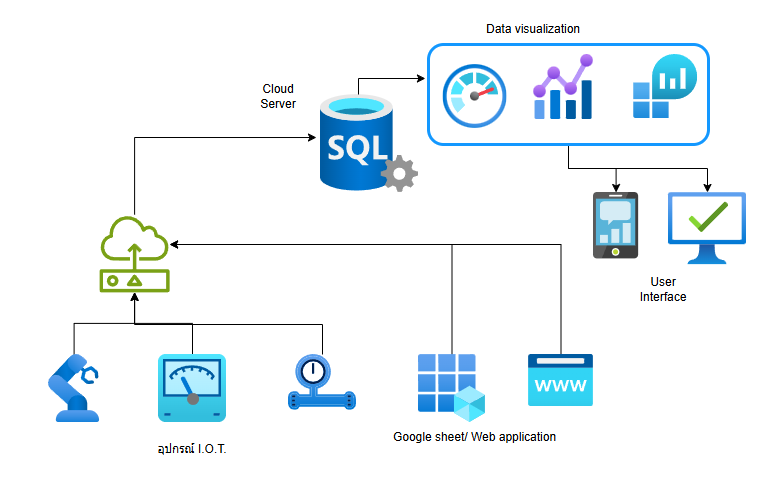 Data visualization
Cloud
Server
SQL
User
Interface
WWW
Google sheet/ Web application
อุปกรณ์ I.O.T.